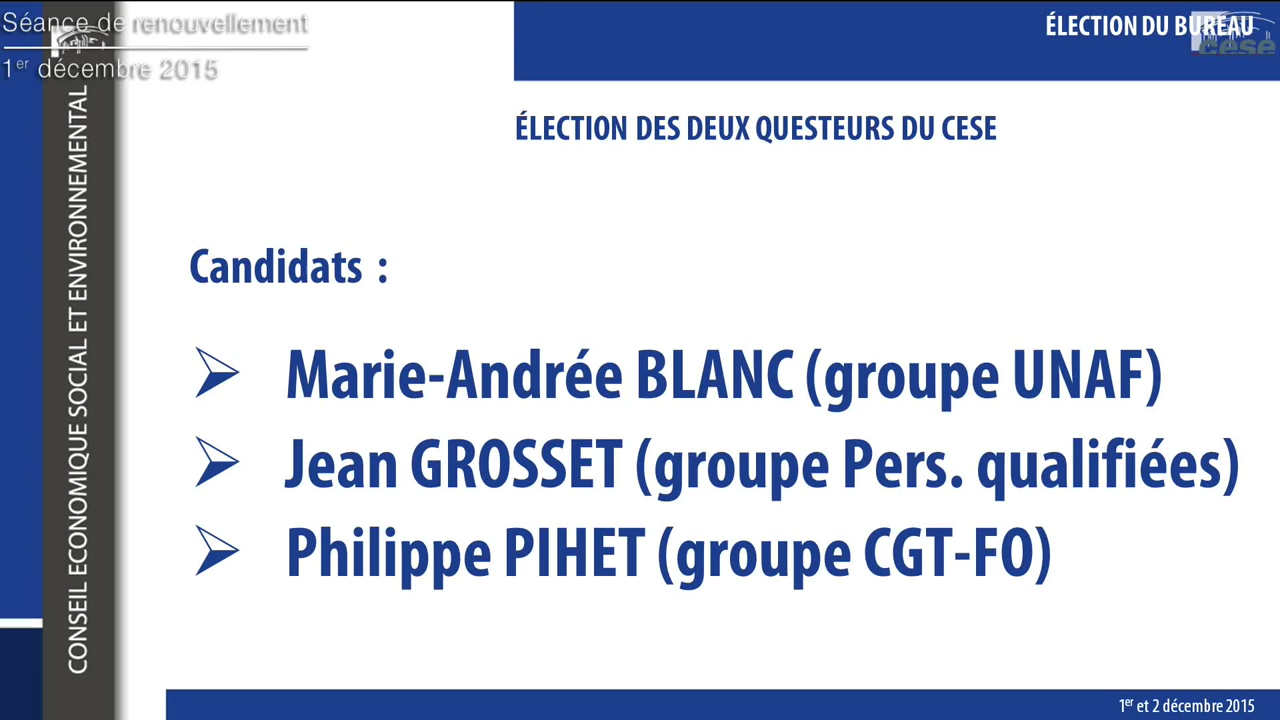 Séance de renouvellement
1er décembre 2015
ÉLECTION DU BUREAU
cese
CONSEIL ECONOMIQUE SOCIAL ET ENVIRONNEMENTAL
ÉLECTION DES DEUX QUESTEURS DU CESE
Candidats :
Marie-Andrée BLANC (groupe UNAF)
Jean GROSSET (groupe Pers. qualifiées)
Philippe PIHET (groupe CGT-FO)
1er et 2 décembre 2015